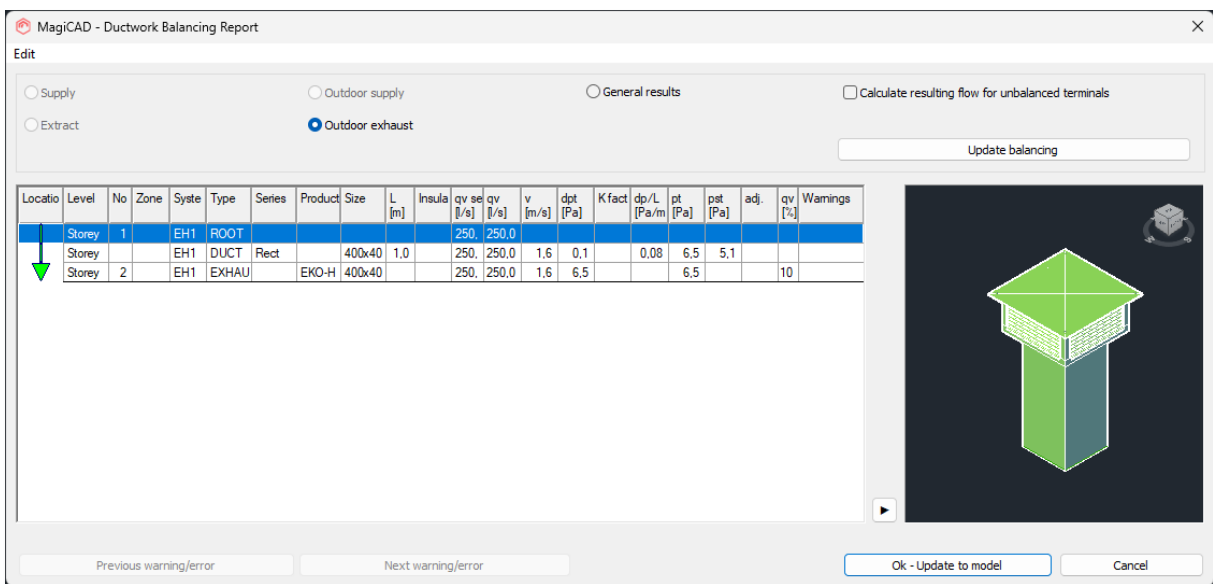 MagiCAD - Ductwork Balancing Report
Edit
Supply Outdoor supply General results Calculate resulting flow for unbalanced terminals
Extract Outdoor exhaust
Update balancing
Locatio Level No Zone Syste Type Series Product Size L [m] Insula qv se [l/s] qv [l/s] v [m/s] dpt [Pa] K fact dp/L [Pa/m pt [Pa] pst [Pa] adj. qv [%] Warnings
Storey 1 EH1 ROOT 250, 250,0
Storey EH1 DUCT Rect 400x40 1,0 250, 250,0 1,6 0,1 0,08 6,5 5,1
Storey 2 EH1 EXHAU EKO-H 400x40 250, 250,0 1,6 6,5 6,5 10
Previous warning/error Next warning/error Ok - Update to model Cancel